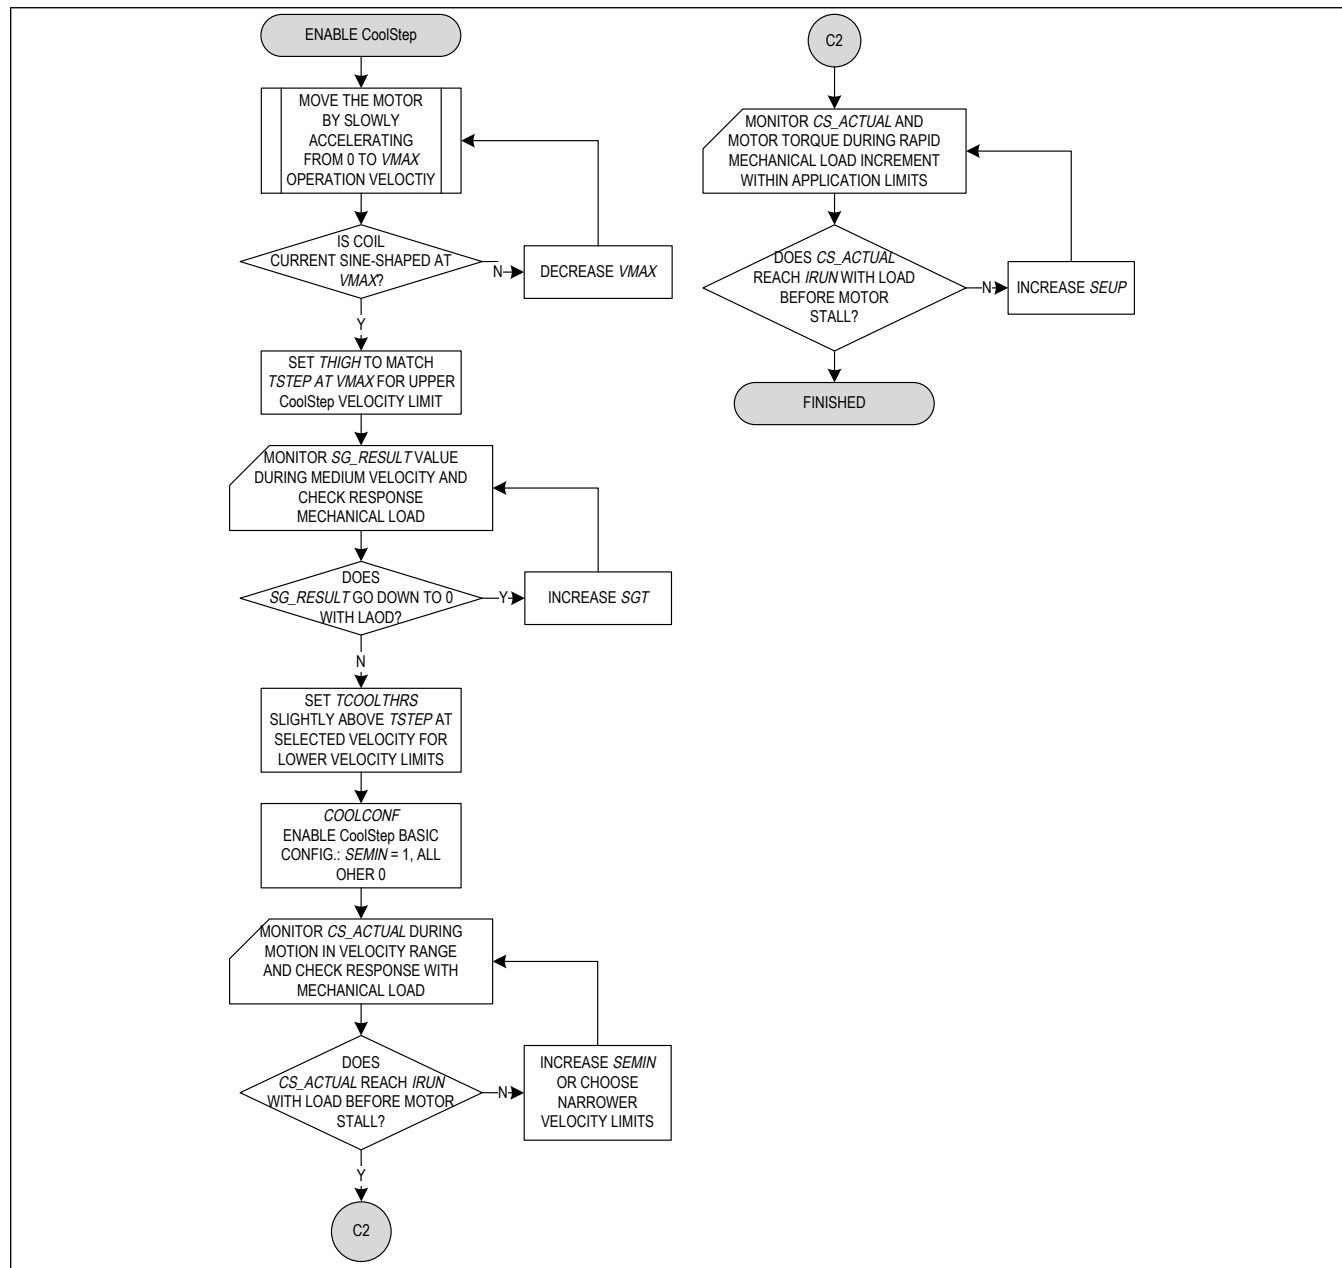 ENABLE CoolStep
MOVE THE MOTOR
BY SLOWLY
ACCELERATING
FROM 0 TO VMAX
OPERATION VELOCTIY
IS COIL
CURRENT SINE-SHAPED AT
VMAX?
N
DECREASE VMAX
Y
SET THIGH TO MATCH
TSTEP AT VMAX FOR UPPER
CoolStep VELOCITY LIMIT
MONITOR SG_RESULT VALUE
DURING MEDIUM VELOCITY AND
CHECK RESPONSE
MECHANICAL LOAD
DOES
SG_RESULT GO DOWN TO 0
WITH LAOD?
Y
INCREASE SGT
N
SET TCOOLTHRS
SLIGHTLY ABOVE TSTEP AT
SELECTED VELOCITY FOR
LOWER VELOCITY LIMITS
COOLCONF
ENABLE CoolStep BASIC
CONFIG.: SEMIN = 1, ALL
OHER 0
MONITOR CS_ACTUAL DURING
MOTION IN VELOCITY RANGE
AND CHECK RESPONSE WITH
MECHANICAL LOAD
DOES
CS_ACTUAL REACH IRUN
WITH LOAD BEFORE MOTOR
STALL?
N
INCREASE SEMIN
OR CHOOSE
NARROWER
VELOCITY LIMITS
Y
C2
C2
MONITOR CS_ACTUAL AND
MOTOR TORQUE DURING RAPID
MECHANICAL LOAD INCREMENT
WITHIN APPLICATION LIMITS
DOES CS_ACTUAL
REACH IRUN WITH LOAD
BEFORE MOTOR
STALL?
N
INCREASE SEUP
FINISHED